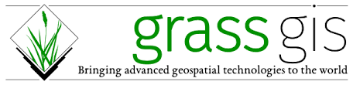 grass gis
Bringing advanced geospatial technologies to the world